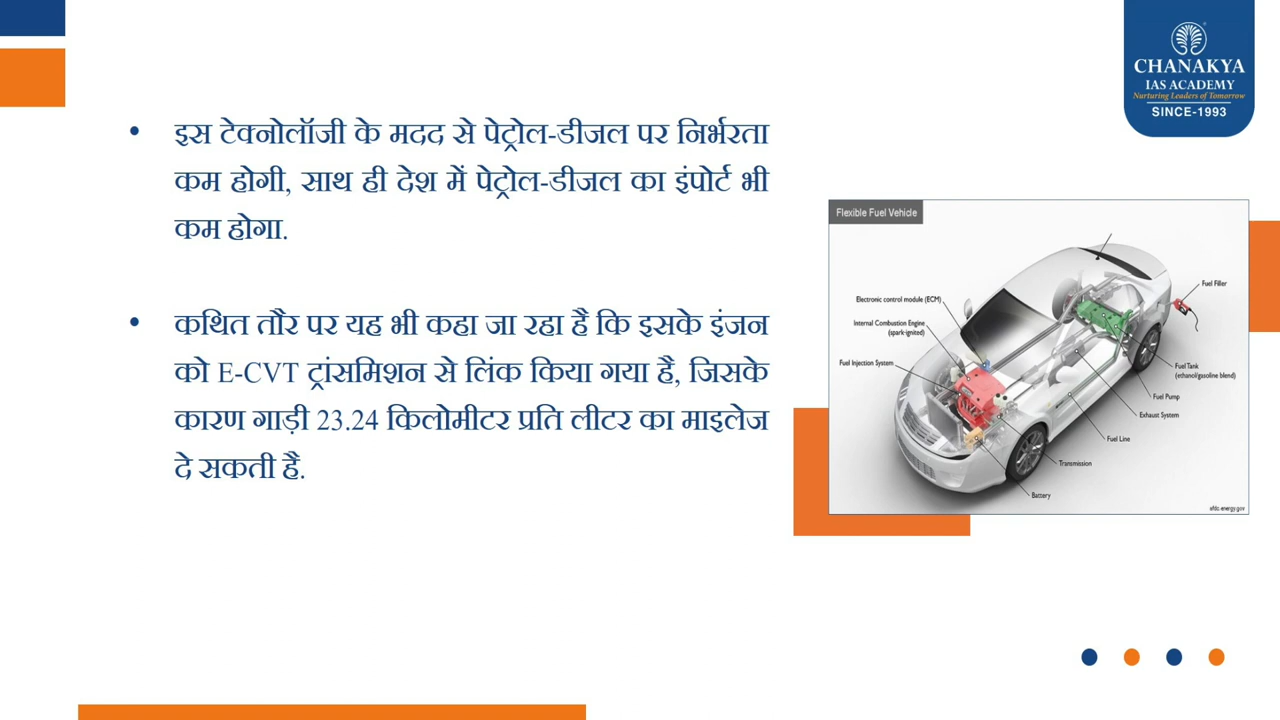 CHANAKYA
IAS ACADEMY
Nurturing Leaders of Tomorrow
SINCE-1993
• इस टेक्नोलॉजी के मदद से पेट्रोल-डीजल पर निर्भरता
कम होगी, साथ ही देश में पेट्रोल-डीजल का इंपोर्ट भी
कम होगा.
• कथित तौर पर यह भी कहा जा रहा है कि इसके इंजन
को E-CVT ट्रांसमिशन से लिंक किया गया है, जिसके
कारण गाड़ी 23.24 किलोमीटर प्रति लीटर का माइलेज
दे सकती है.
Flexible Fuel Vehicle
Electronic control module (ECM)
Internal Combustion Engine
(spark-ignited)
Fuel Injection System
Fuel Filler
Fuel Tank
(ethanol/gasoline blend)
Fuel Pump
Exhaust System
Fuel Line
Transmission
Battery
afdc.energy.gov